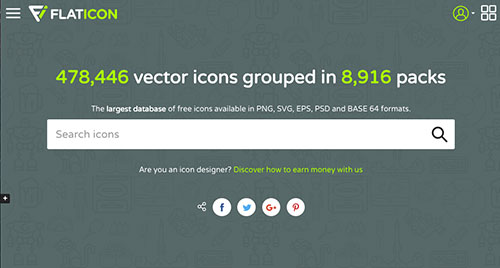 FLATICON
478,446 vector icons grouped in 8,916 packs
The largest database of free icons available in PNG, SVG, EPS, PSD and BASE 64 formats.
Search icons
Are you an icon designer? Discover how to earn money with us